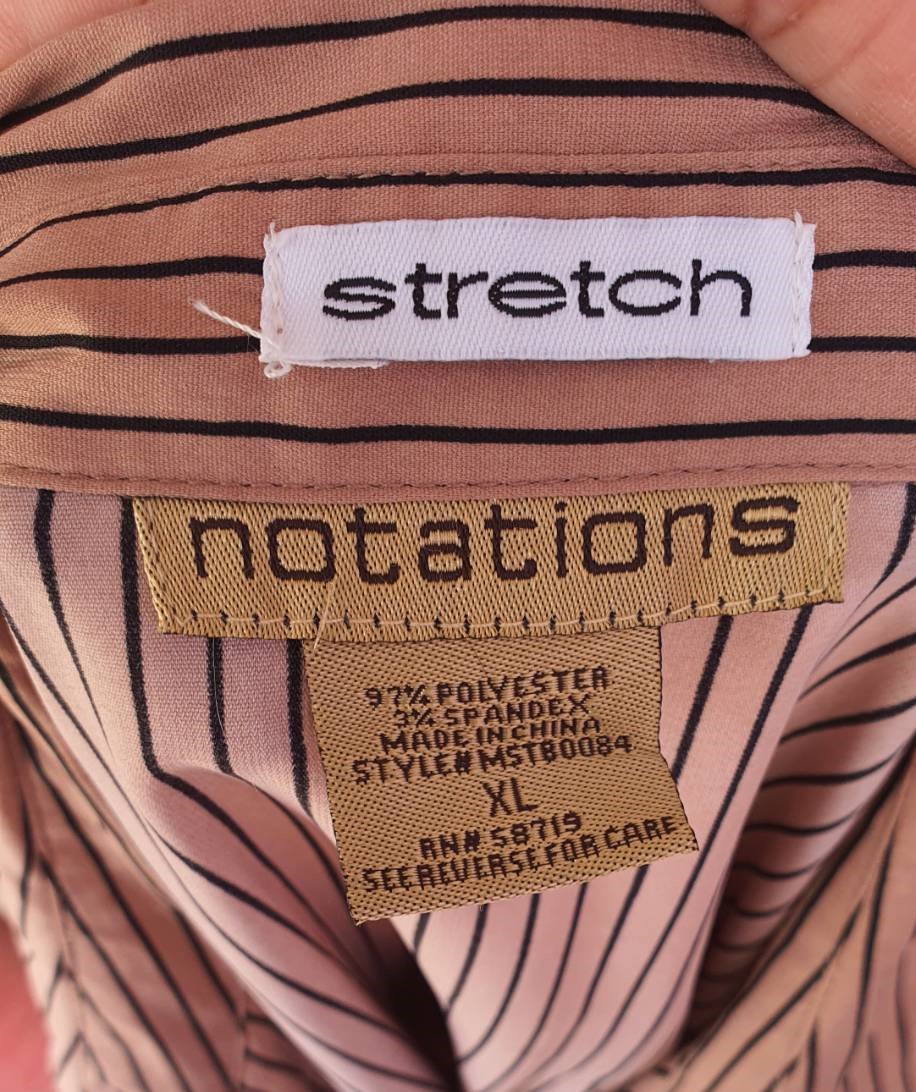 stretch
notations
97% POLYESTER
3% SPANDEX
MADE IN CHINA
STYLE# MSTB0084
XL
RN# 58719
SEE REVERSE FOR CARE